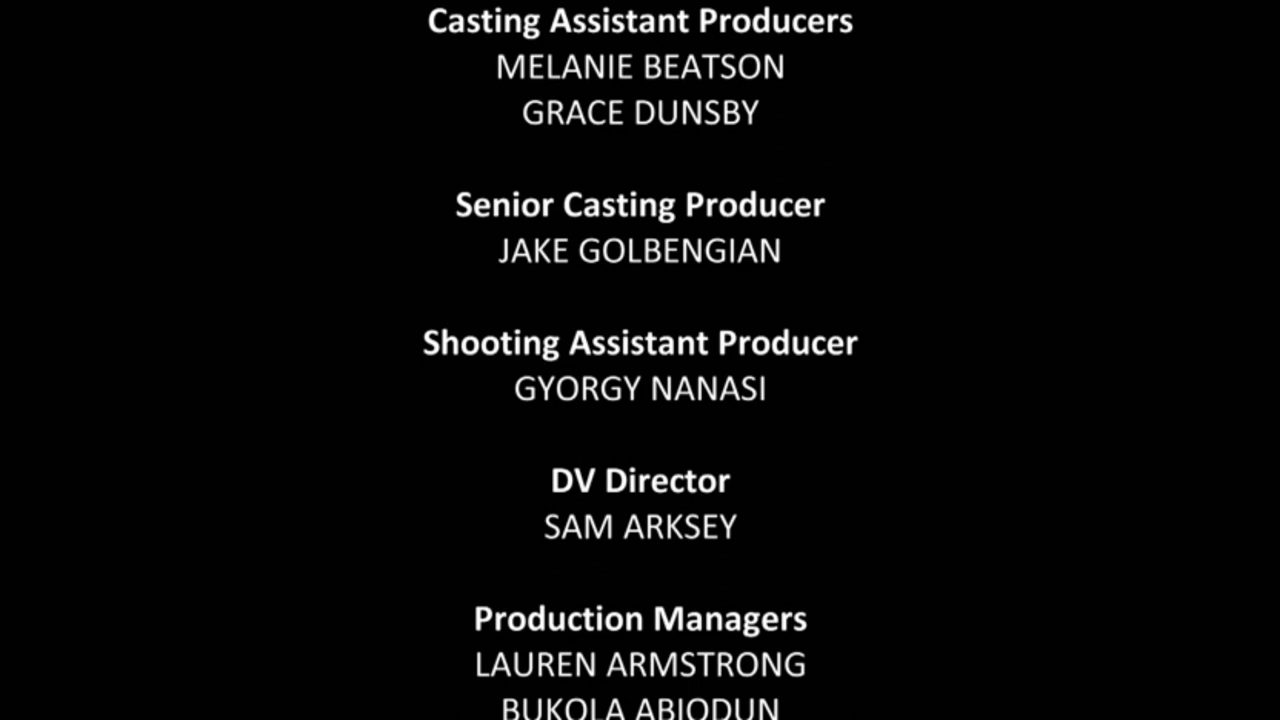 Casting Assistant Producers
MELANIE BEATSON
GRACE DUNSBY
Senior Casting Producer
JAKE GOLBENGIAN
Shooting Assistant Producer
GYORGY NANASI
DV Director
SAM ARKSEY
Production Managers
LAUREN ARMSTRONG
BUKOLA ABIODUN